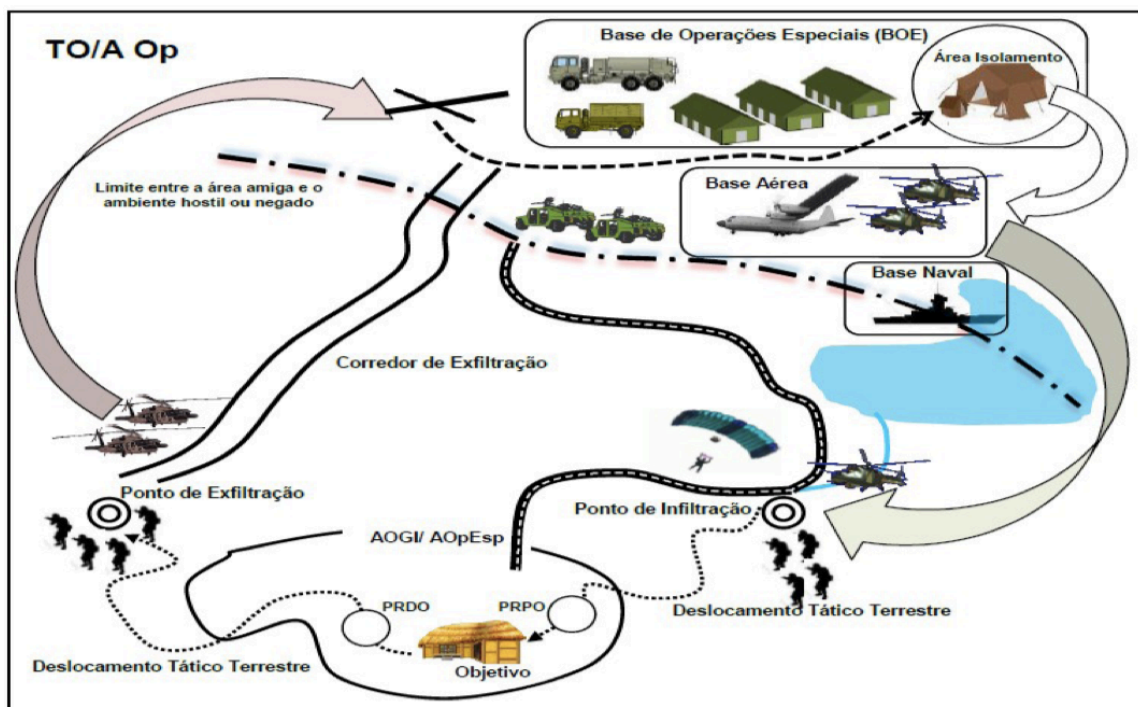 TO/A Op
Base de Operações Especiais (BOE)
Área Isolamento
Limite entre a área amiga e o
ambiente hostil ou negado
Base Aérea
Base Naval
Corredor de Exfiltração
Ponto de Exfiltração
Ponto de Infiltração
AOGI/ AOpEsp
PRDO
PRPO
Deslocamento Tático Terrestre
Deslocamento Tático Terrestre
Objetivo